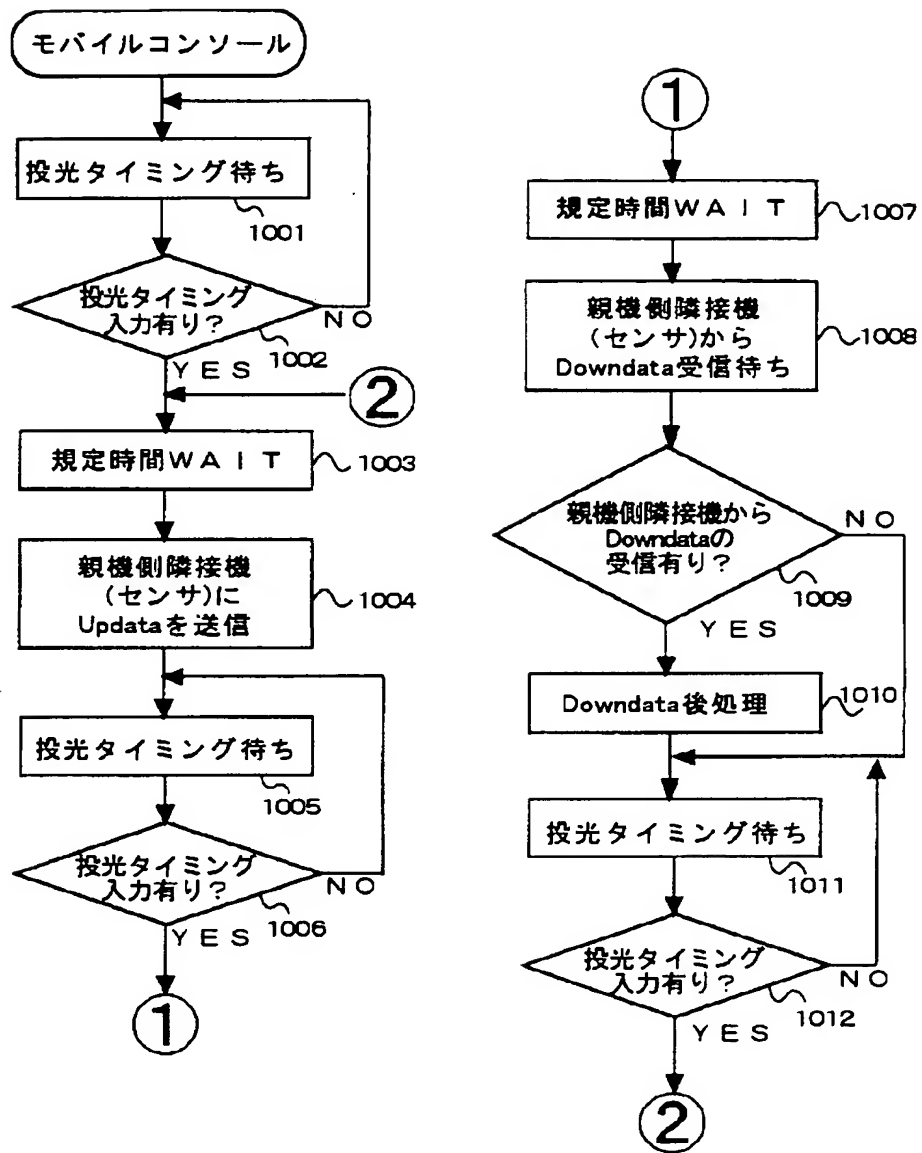 モバイルコンソール
投光タイミング待ち
1001
投光タイミング
入力有り?
NO
1002
YES
②
規定時間WAIT
1003
親機側隣接機
(センサ)に
Updataを送信
1004
投光タイミング待ち
1005
投光タイミング
入力有り?
NO
1006
YES
①
①
規定時間WAIT
1007
親機側隣接機
(センサ)から
Downdata受信待ち
1008
親機側隣接機から
Downdataの
受信有り?
NO
1009
YES
Downdata後処理
1010
投光タイミング待ち
1011
投光タイミング
入力有り?
NO
1012
YES
②